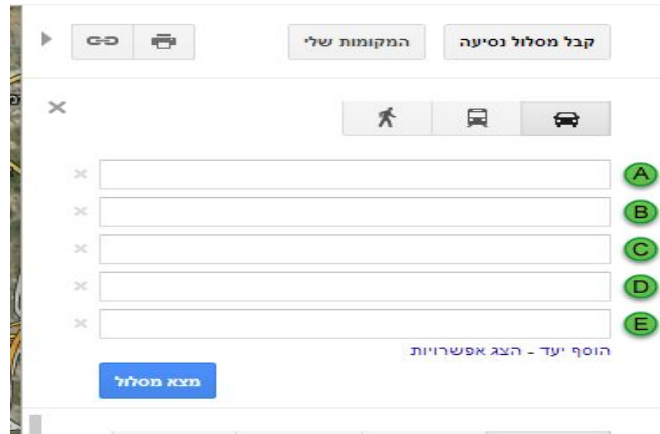 קבל מסלול נסיעה המקומות שלי
A
B
C
D
E
הוסף יעד - הצג אפשרויות
מצא מסלול